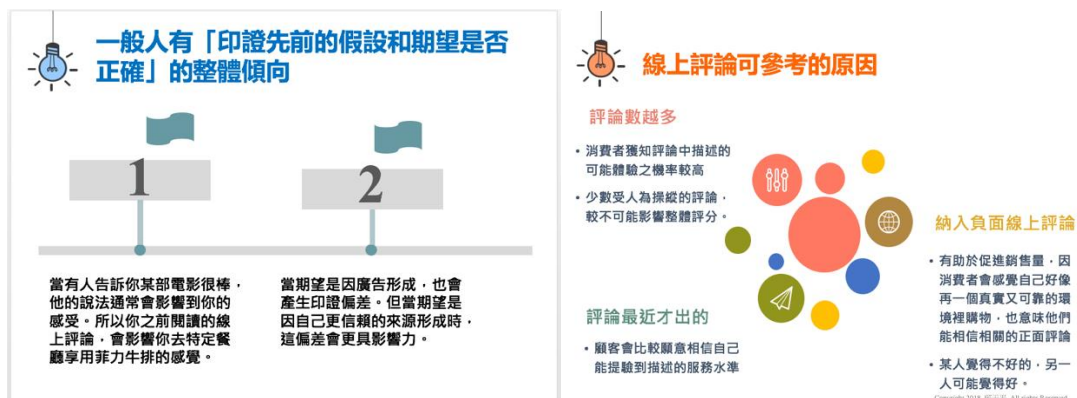 一般人有「印證先前的假設和期望是否
正確」的整體傾向
1
2
當有人告訴你某部電影很棒，
他的說法通常會影響到你的
感受。所以你之前閱讀的線
上評論，會影響你去特定餐
廳享用菲力牛排的感覺。
當期望是因廣告形成，也會
產生印證偏差。但當期望是
因自己更信賴的來源形成時，
這偏差會更具影響力。
線上評論可參考的原因
評論數越多
• 消費者獲知評論中描述的
可能體驗之機率較高
• 少數受人為操縱的評論，
較不可能影響整體評分。
評論最近才出的
• 顧客會比較願意相信自己
能提驗到描述的服務水準
納入負面線上評論
• 有助於促進銷售量，因
消費者會感覺自己好像
再一個真實又可靠的環
境裡購物，也意味他們
能相信相關的正面評論
• 某人覺得不好的，另一
人可能覺得好。
Copyright 2018 All rights Reserved